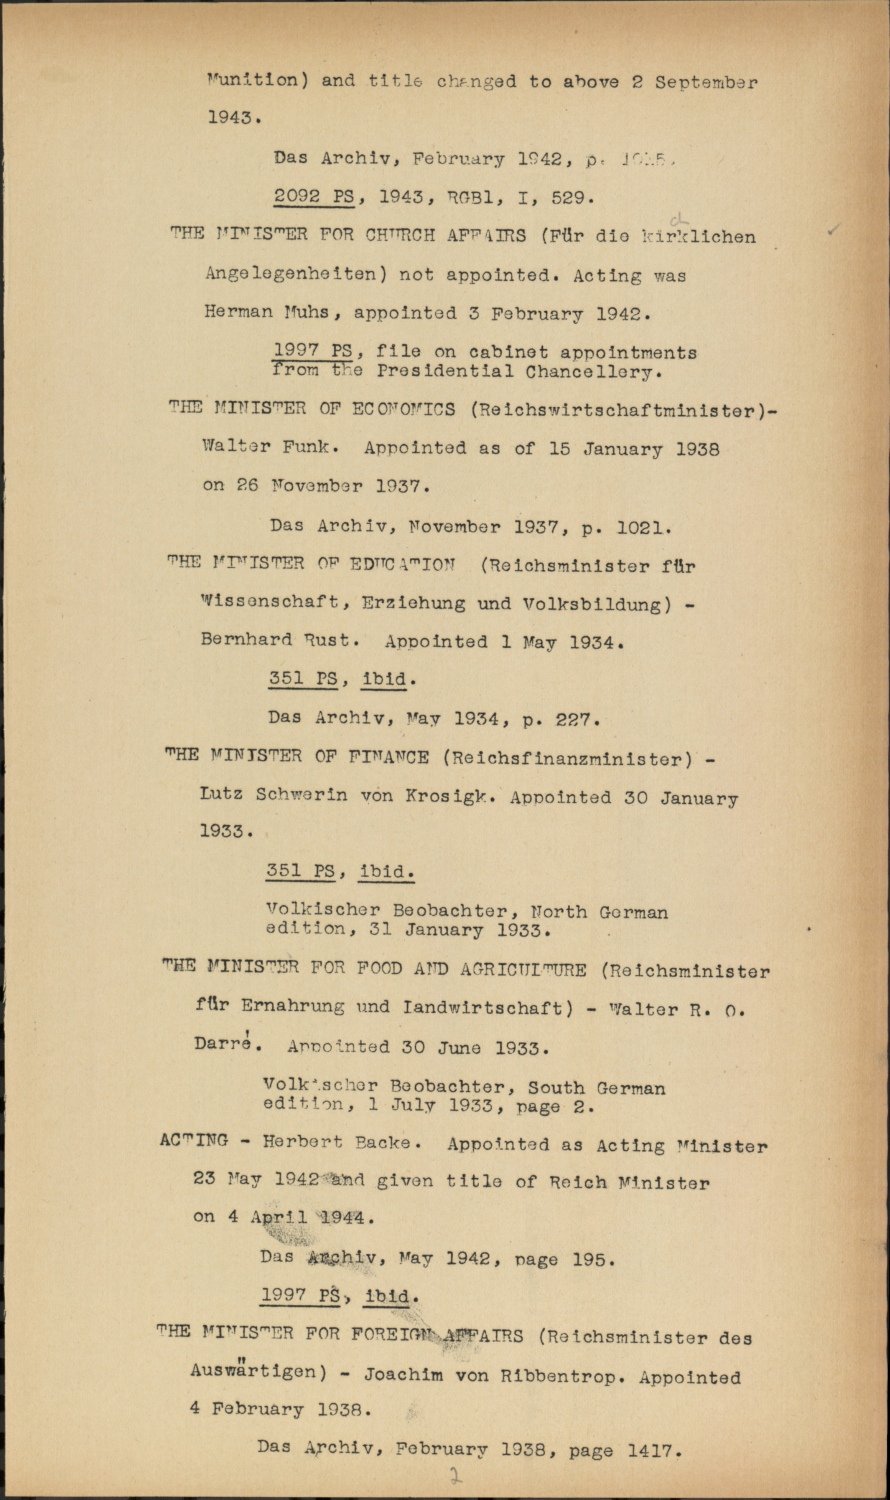 Munition) and title changed to above 2 September
1943.
Das Archiv, February 1942, p.
2092 PS, 1943, RGBl, I, 529.
THE MINISTER FOR CHURCH AFFAIRS (Für die kirklichen
ch
Angelegenheiten) not appointed. Acting was
Herman Muhs, appointed 3 February 1942.
1997 PS, file on cabinet appointments
from the Presidential Chancellery.
THE MINISTER OF ECONOMICS (Reichswirtschaftminister)-
Walter Funk. Appointed as of 15 January 1938
on 26 November 1937.
Das Archiv, November 1937, p. 1021.
THE MINISTER OF EDUCATION (Reichsminister für
Wissenschaft, Erziehung und Volksbildung) -
Bernhard Rust. Appointed 1 May 1934.
351 PS, ibid.
Das Archiv, May 1934, p. 227.
THE MINISTER OF FINANCE (Reichsfinanzminister) -
Lutz Schwerin von Krosigk. Appointed 30 January
1933.
351 PS, ibid.
Volkischer Beobachter, North German
edition, 31 January 1933.
THE MINISTER FOR FOOD AND AGRICULTURE (Reichsminister
für Ernahrung und Landwirtschaft) - Walter R. O.
Darré. Appointed 30 June 1933.
Volkischer Beobachter, South German
edition, 1 July 1933, page 2.
ACTING - Herbert Backe. Appointed as Acting Minister
23 May 1942 and given title of Reich Minister
on 4 April 1944.
Das Archiv, May 1942, page 195.
1997 PS, ibid.
THE MINISTER FOR FOREIGN AFFAIRS (Reichsminister des
Auswärtigen) - Joachim von Ribbentrop. Appointed
4 February 1938.
Das Archiv, February 1938, page 1417.
2